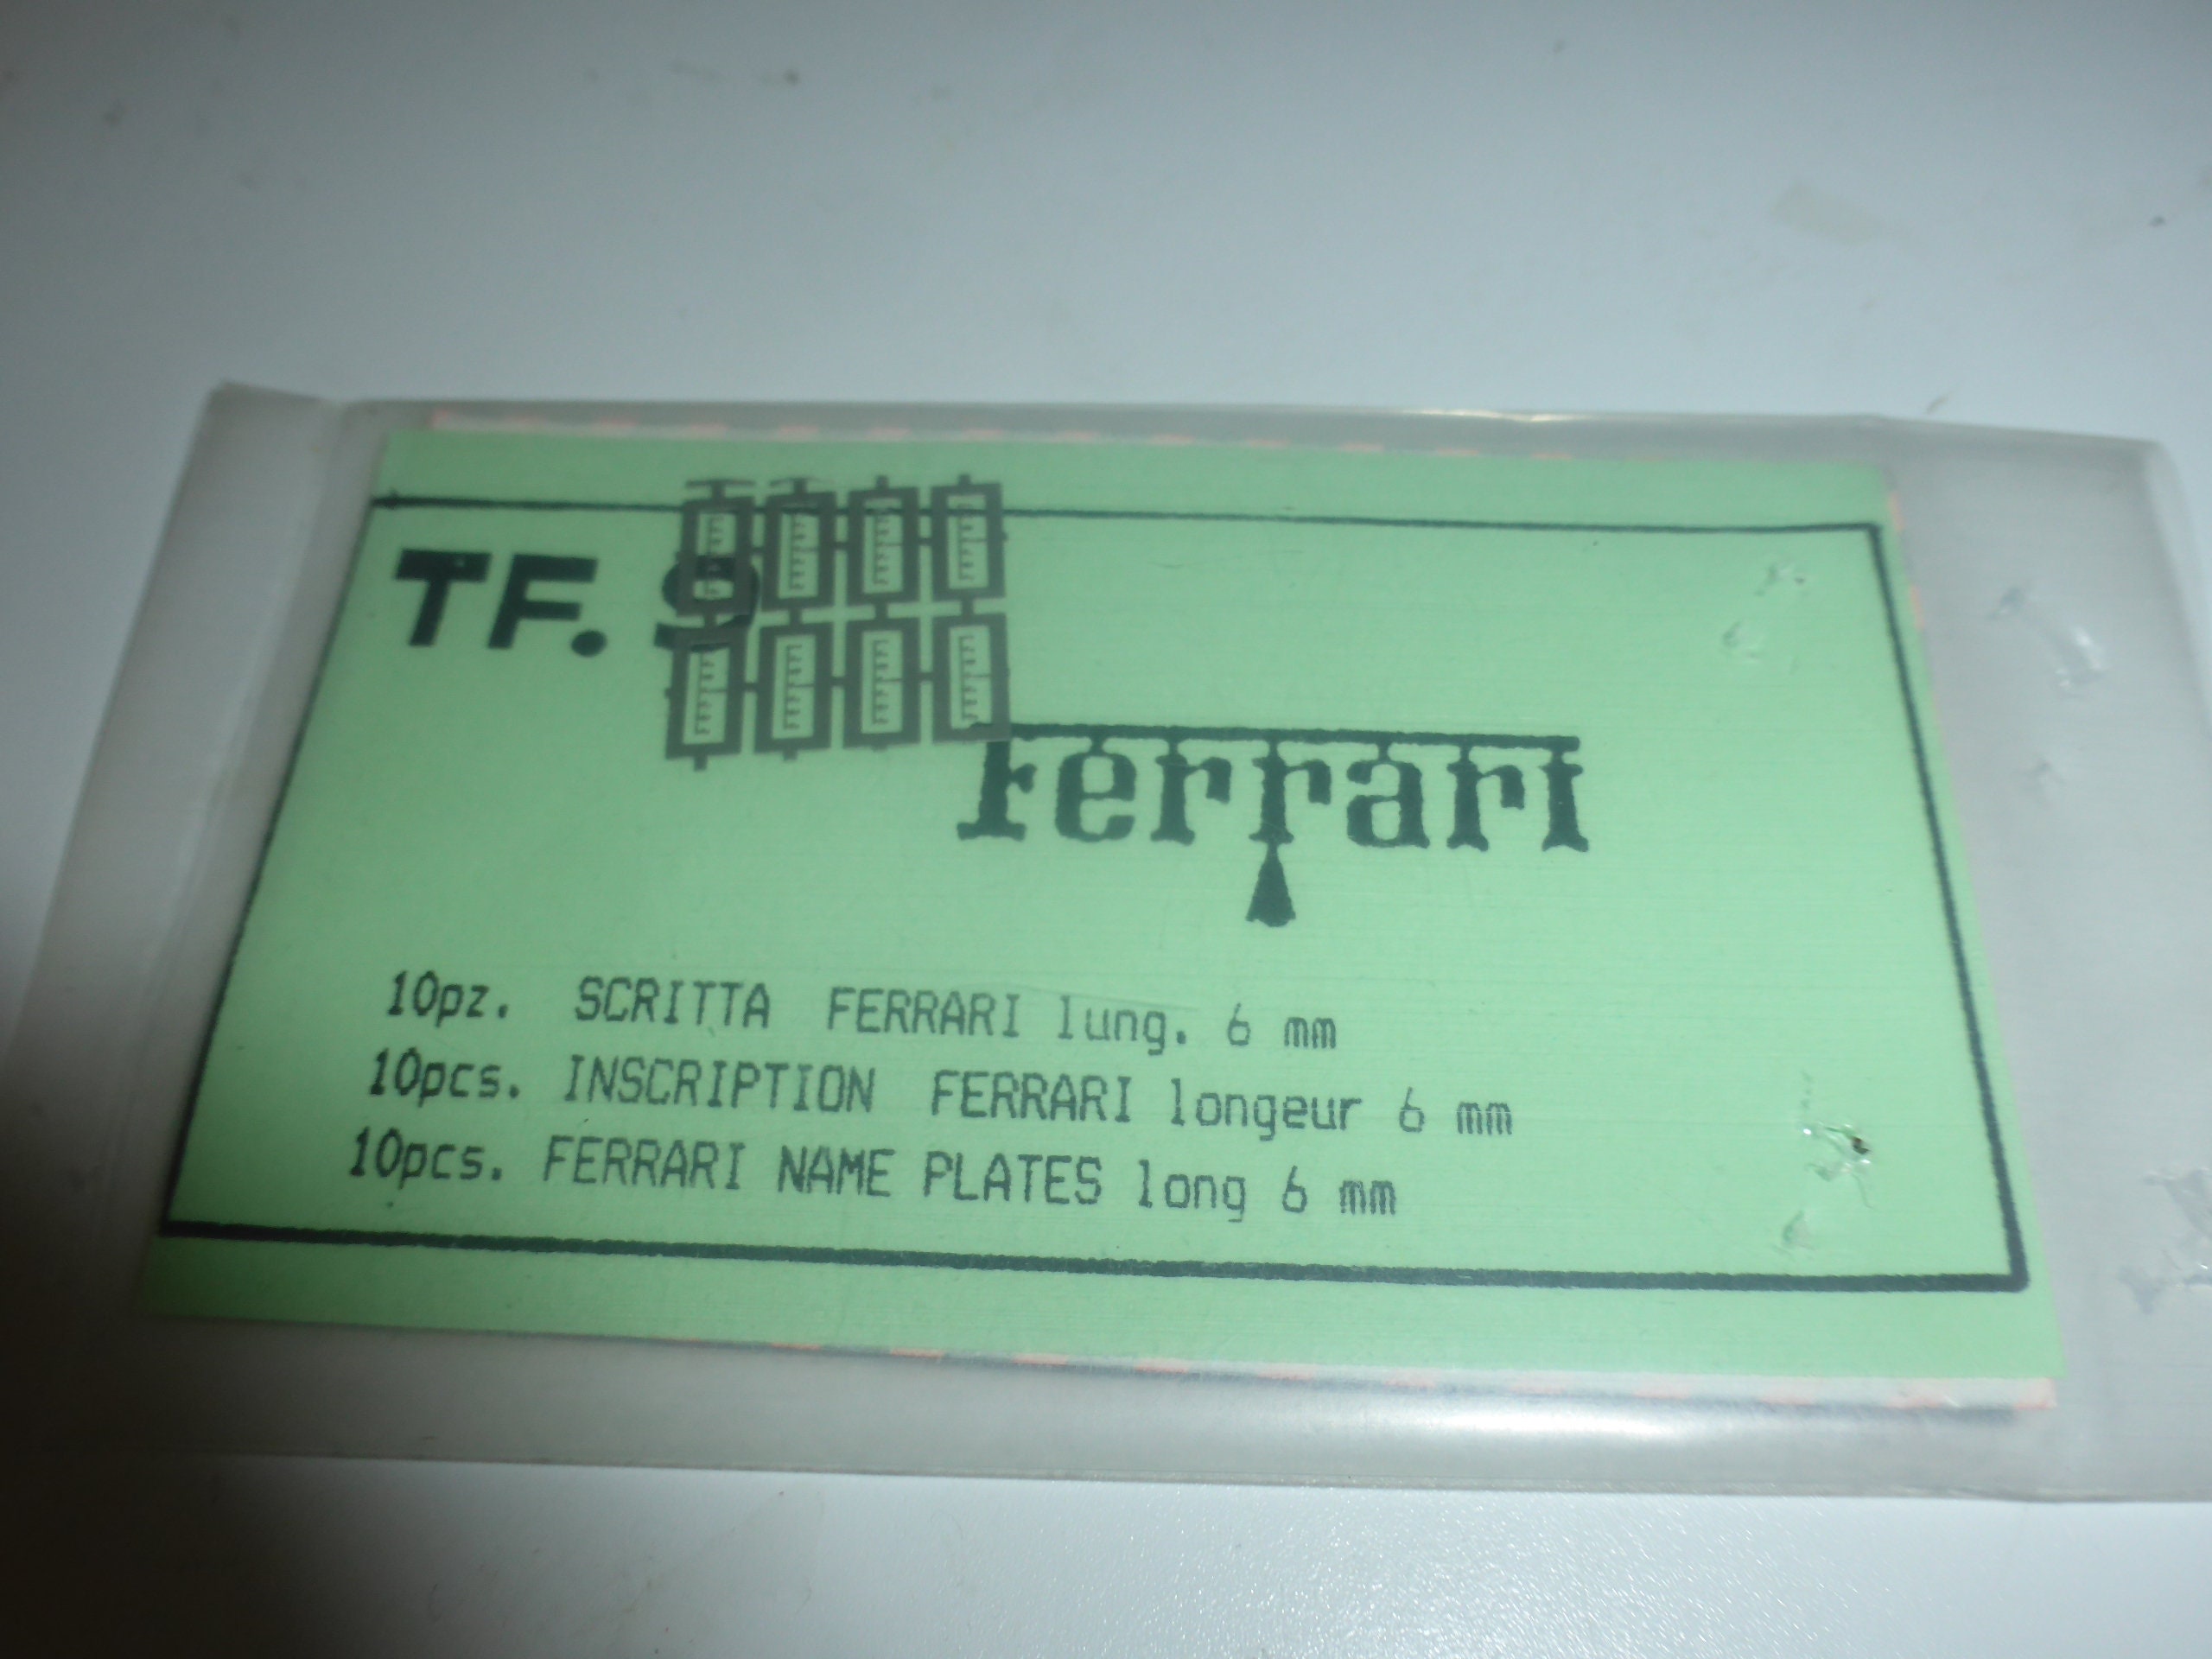 TF. 9
Ferrari
10pz. SCRITTA FERRARI lung. 6 mm
10pcs. INSCRIPTION FERRARI longeur 6 mm
10pcs. FERRARI NAME PLATES long 6 mm